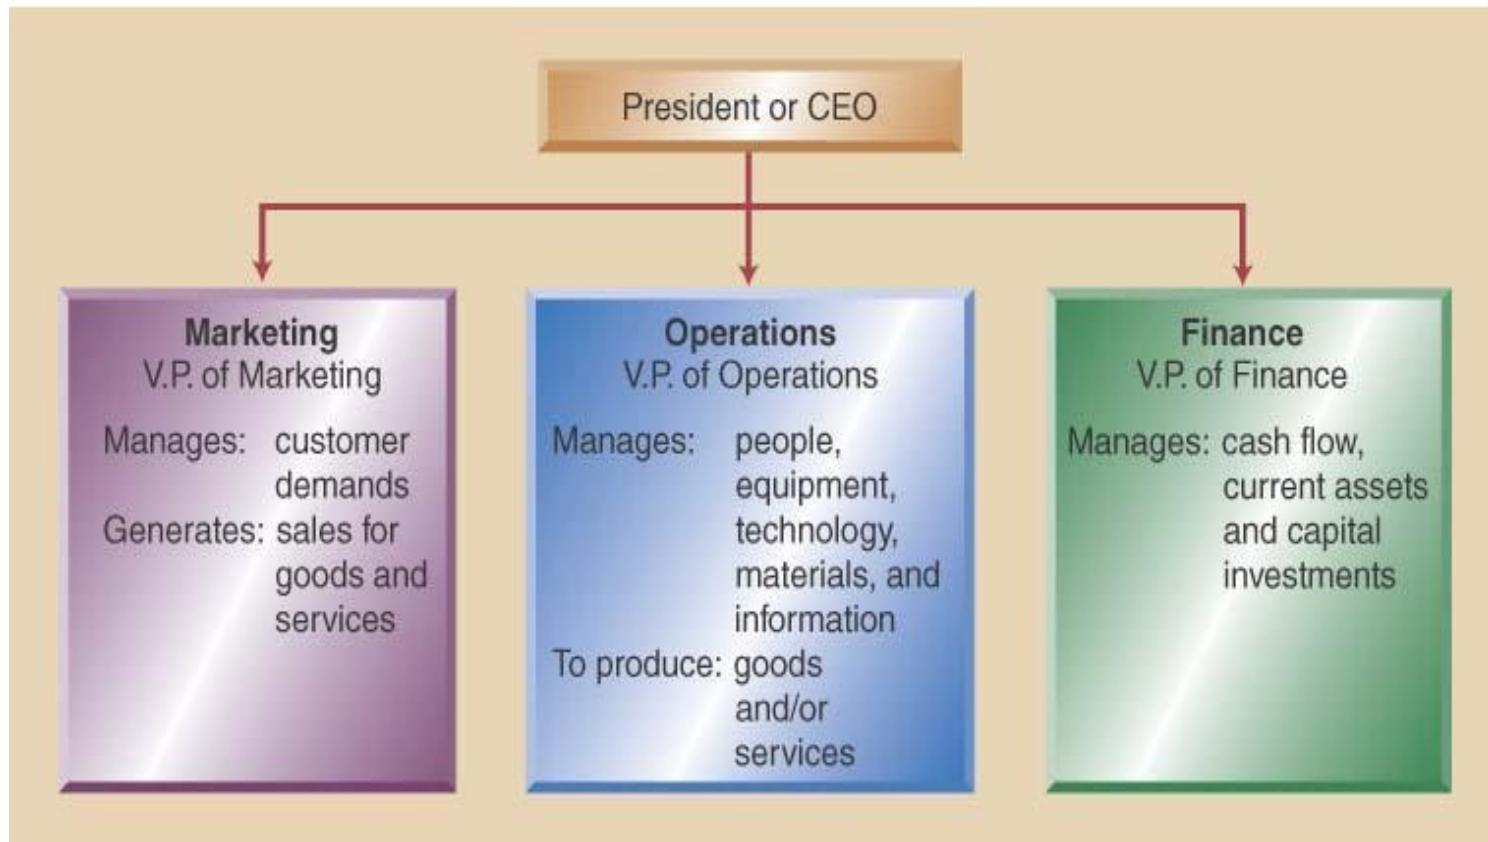 President or CEO
Marketing
V.P. of Marketing
Manages: customer
demands
Generates: sales for
goods and
services
Operations
V.P. of Operations
Manages: people,
equipment,
technology,
materials, and
information
To produce: goods
and/or
services
Finance
V.P. of Finance
Manages: cash flow,
current assets
and capital
investments